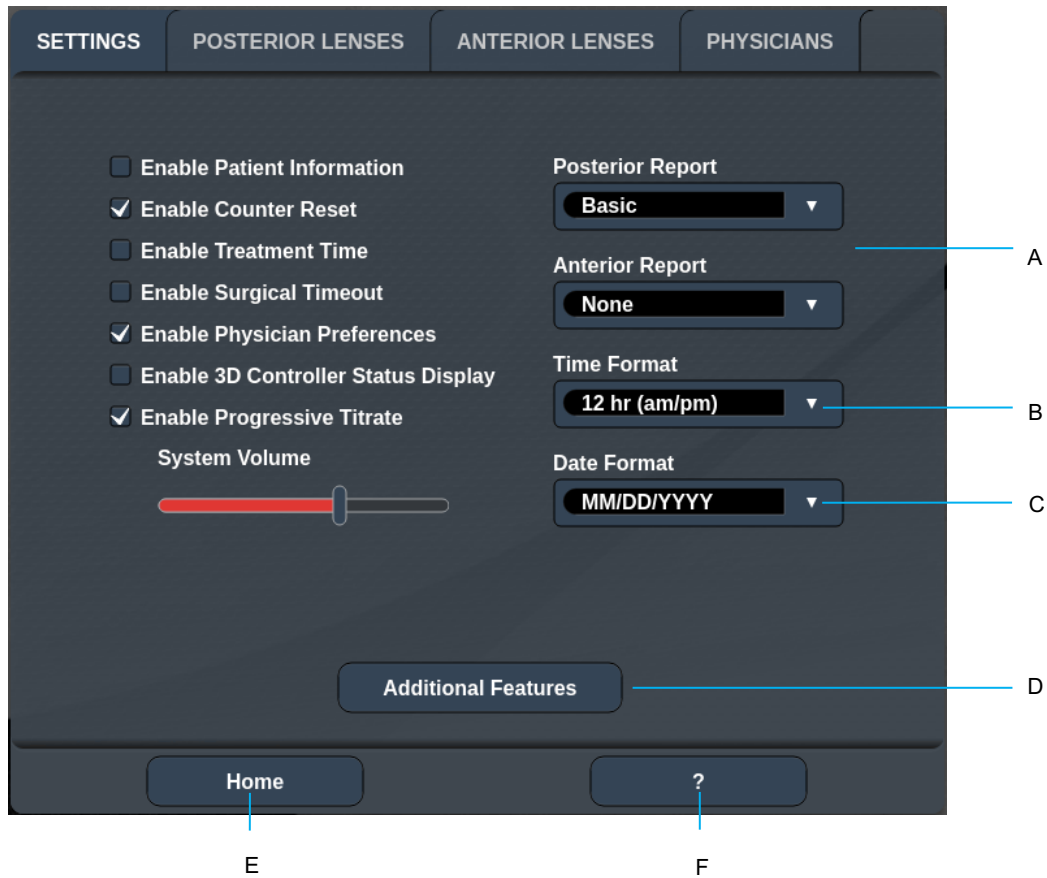 SETTINGS POSTERIOR LENSES ANTERIOR LENSES PHYSICIANS
Enable Patient Information
Enable Counter Reset
Enable Treatment Time
Enable Surgical Timeout
Enable Physician Preferences
Enable 3D Controller Status Display
Enable Progressive Titrate
System Volume
Posterior Report
Basic
A
Anterior Report
None
Time Format
12 hr (am/pm)
B
Date Format
MM/DD/YYYY
C
Additional Features
D
Home
?
E
F